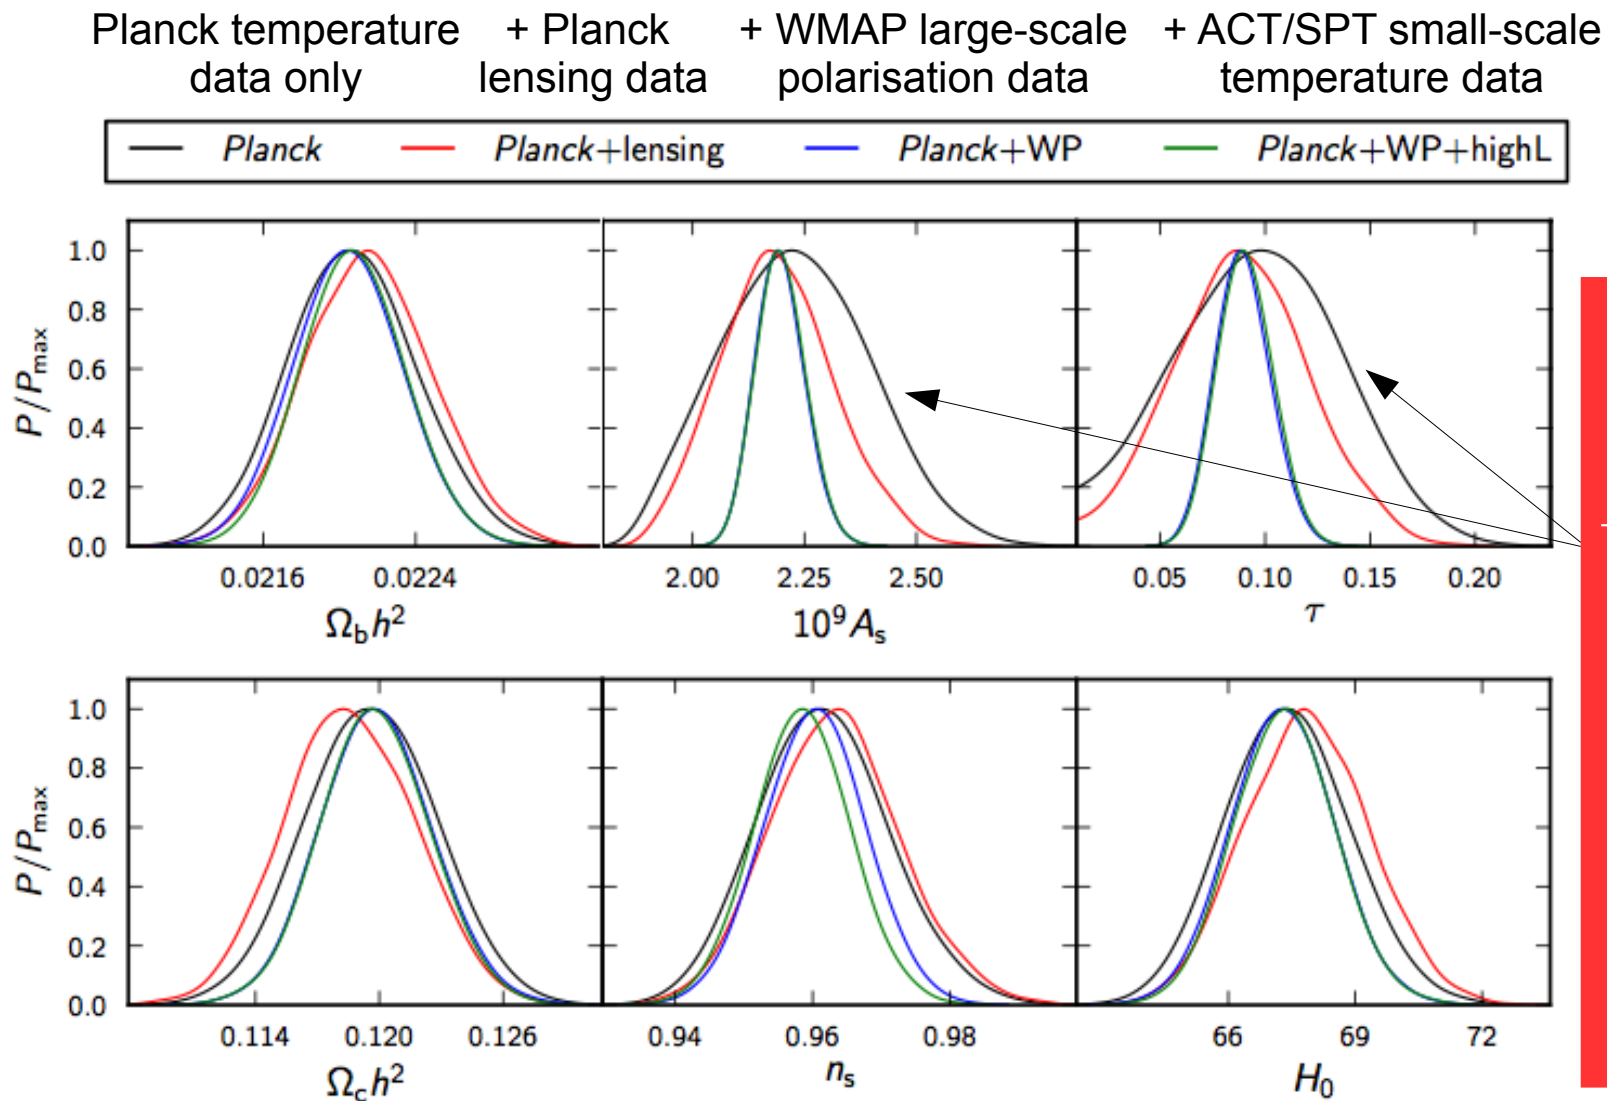 Planck temperature data only
+ Planck lensing data
+ WMAP large-scale polarisation data
+ ACT/SPT small-scale temperature data
Planck Planck+lensing Planck+WP Planck+WP+highL
P/Pmax
1.0
0.8
0.6
0.4
0.2
0.0
0.0216 0.0224
Ωbh²
2.00 2.25 2.50
10⁹As
0.05 0.10 0.15 0.20
τ
P/Pmax
1.0
0.8
0.6
0.4
0.2
0.0
0.114 0.120 0.126
Ωch²
0.94 0.96 0.98
ns
66 69 72
H₀